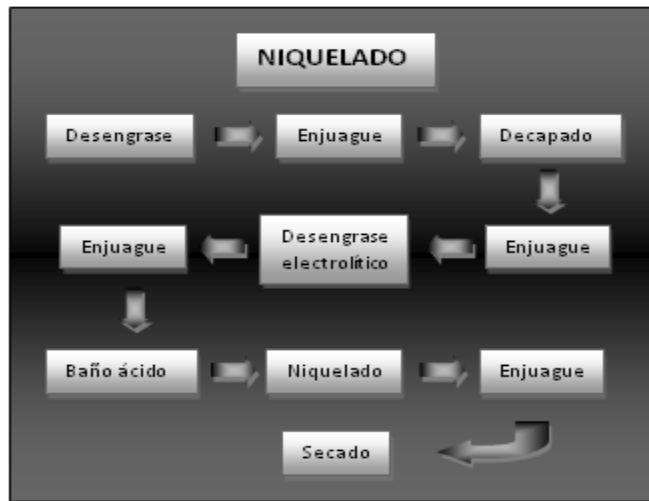 NIQUELADO
Desengrase
Enjuague
Decapado
Enjuague
Desengrase
electrolítico
Enjuague
Baño ácido
Niquelado
Enjuague
Secado